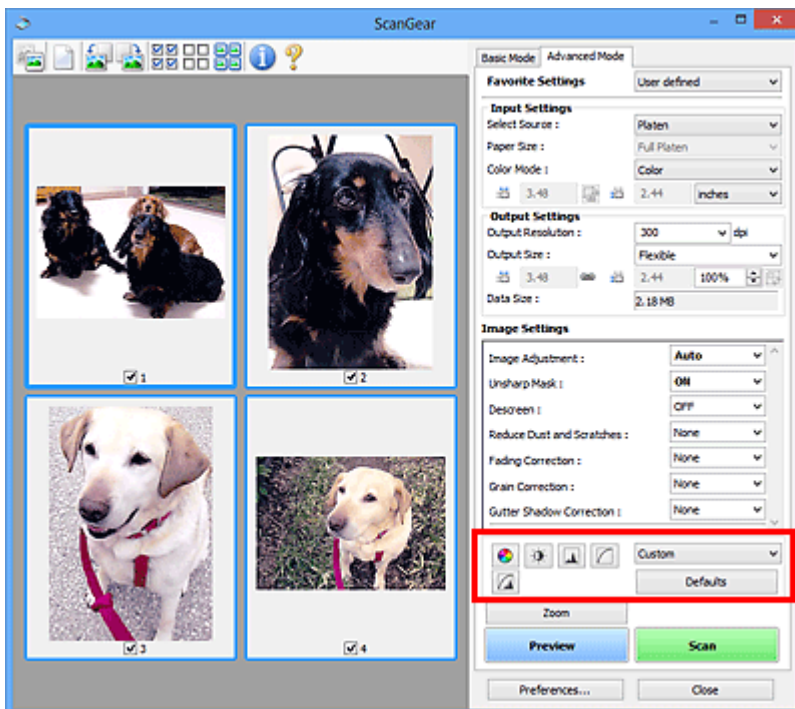 ScanGear
Basic Mode Advanced Mode
Favorite Settings User defined
Input Settings
Select Source : Platen
Paper Size : Full Platen
Color Mode : Color
3.48 2.44 inches
Output Settings
Output Resolution : 300 dpi
Output Size : Flexible
3.48 2.44 100%
Data Size : 2.18 MB
Image Settings
Image Adjustment : Auto
Unsharp Mask : ON
Descreen : OFF
Reduce Dust and Scratches : None
Fading Correction : None
Grain Correction : None
Gutter Shadow Correction : None
Custom
Defaults
Zoom
Preview Scan
Preferences... Close
1
2
3
4